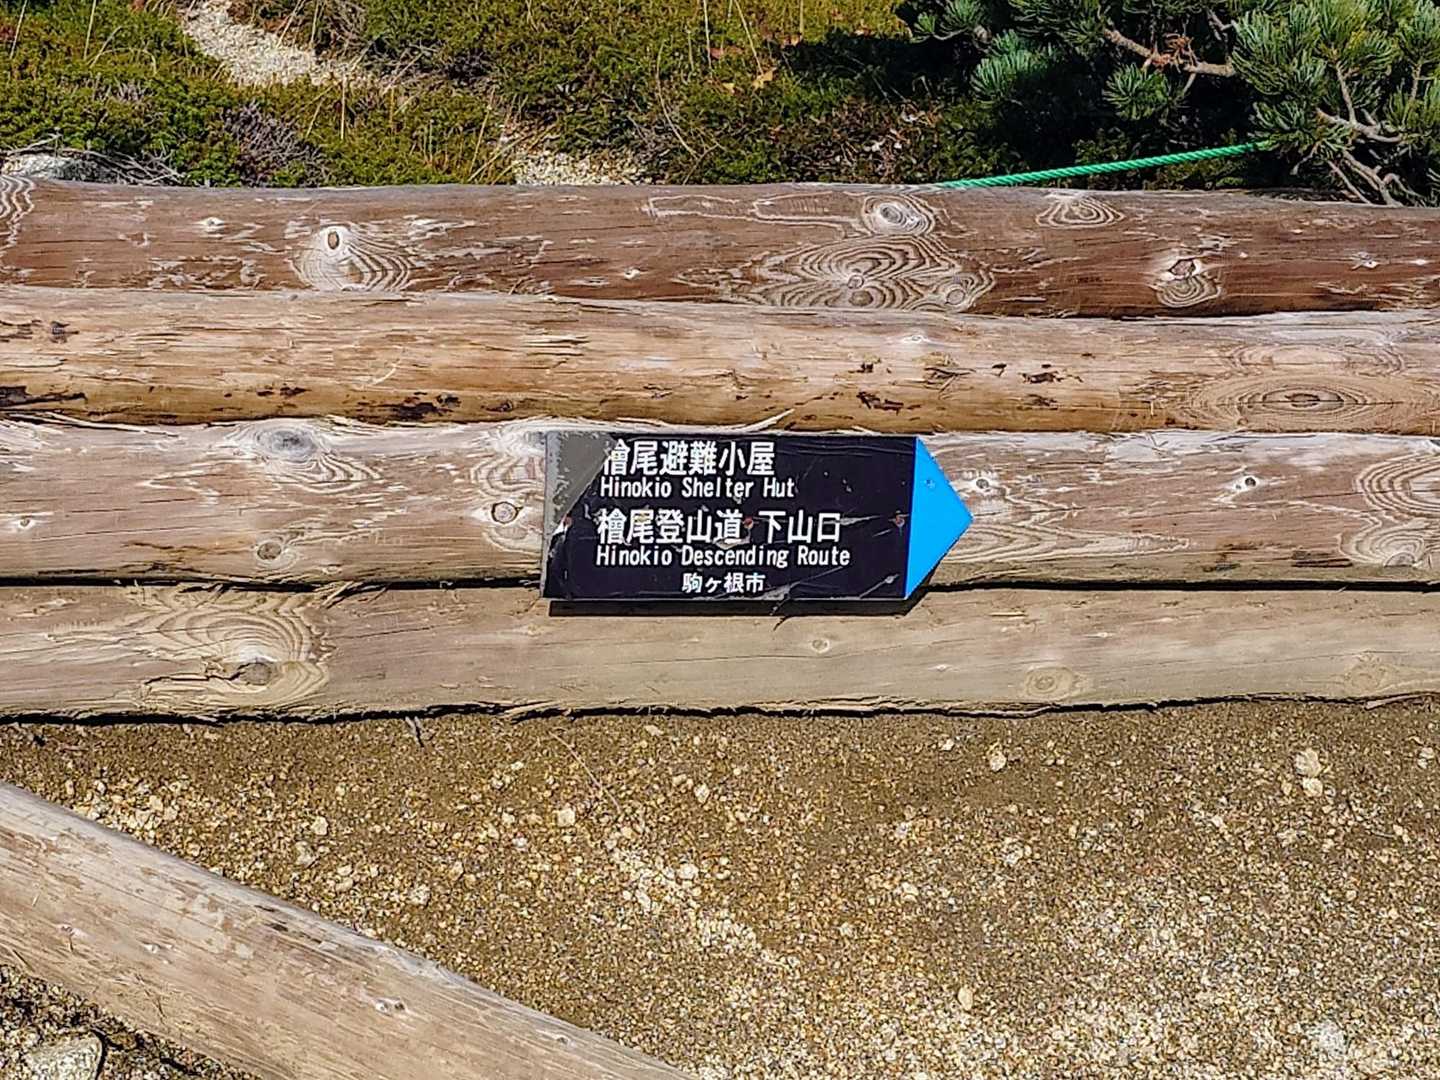 檜尾避難小屋
Hinokio Shelter Hut
檜尾登山道 下山口
Hinokio Descending Route
駒ヶ根市